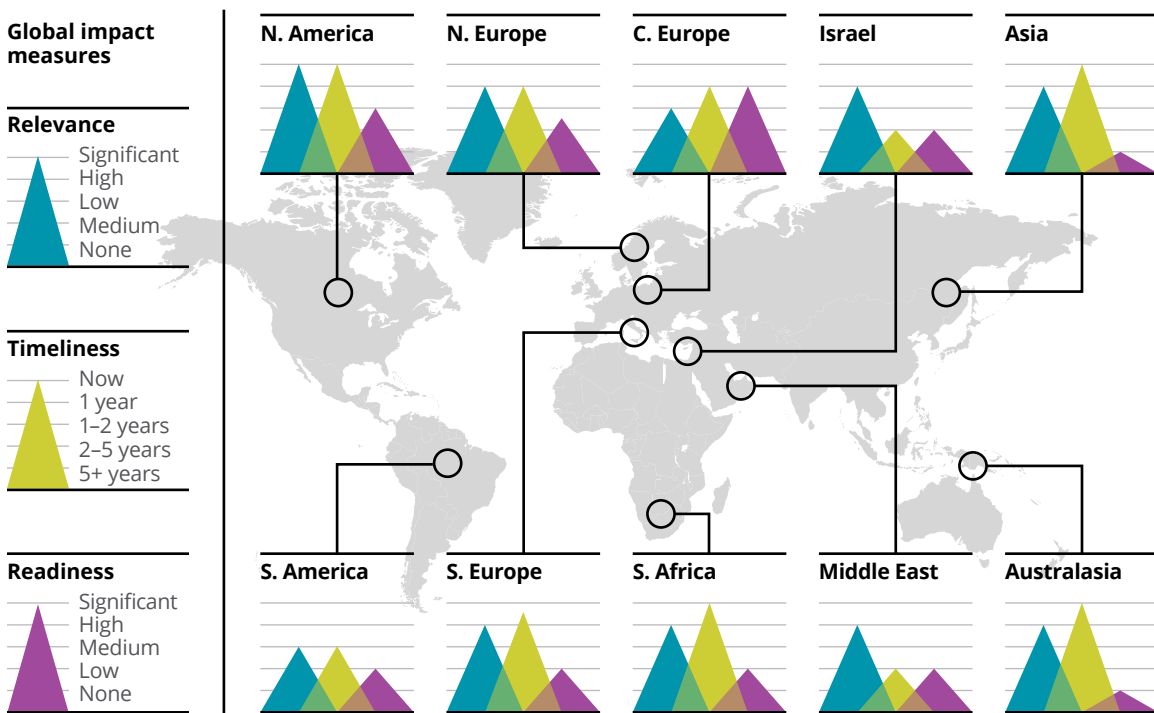 Global impact
measures
Relevance
Significant
High
Low
Medium
None
Timeliness
Now
1 year
1–2 years
2–5 years
5+ years
Readiness
Significant
High
Medium
Low
None
N. America
N. Europe
C. Europe
Israel
Asia
S. America
S. Europe
S. Africa
Middle East
Australasia